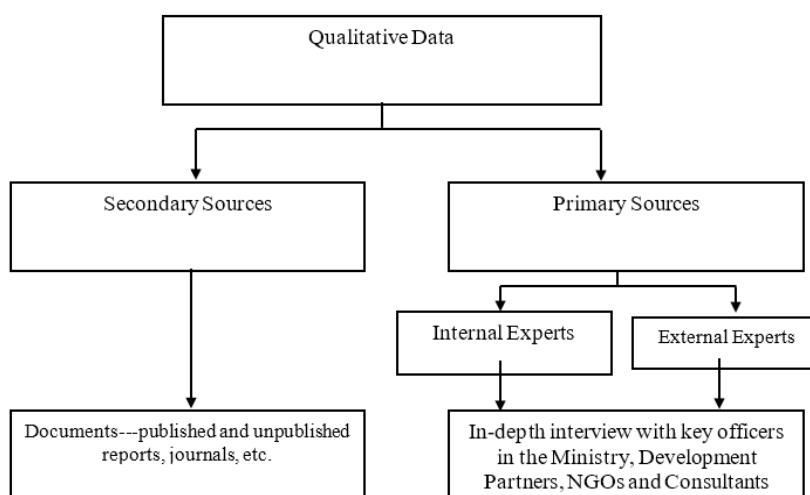 Qualitative Data
Secondary Sources
Primary Sources
Internal Experts
External Experts
Documents---published and unpublished
reports, journals, etc.
In-depth interview with key officers
in the Ministry, Development
Partners, NGOs and Consultants